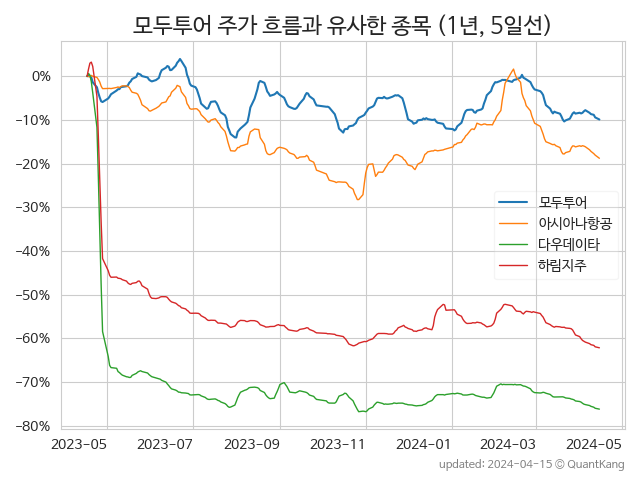 모두투어 주가 흐름과 유사한 종목 (1년, 5일선)
0%
−10%
−20%
−30%
−40%
−50%
−60%
−70%
−80%
모두투어
아시아나항공
다우데이타
하림지주
2023-05 2023-07 2023-09 2023-11 2024-01 2024-03 2024-05
updated: 2024-04-15 © QuantKang